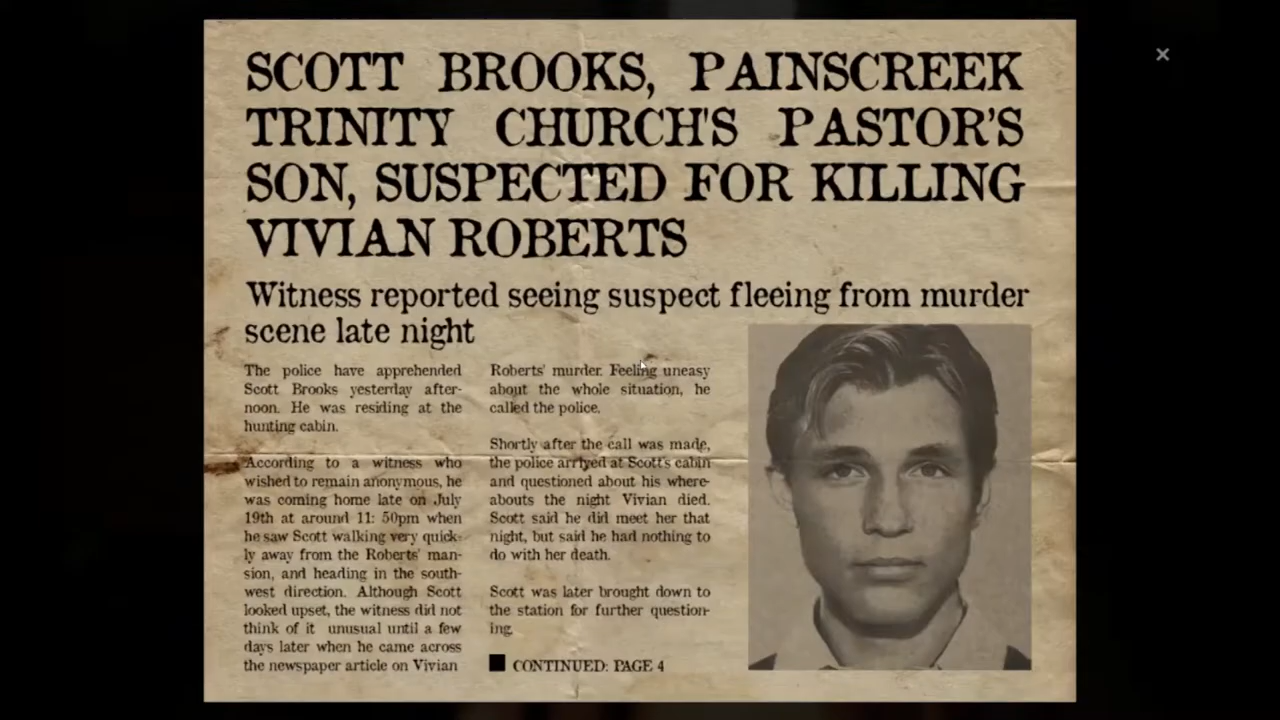 SCOTT BROOKS, PAINSCREEK
TRINITY CHURCH'S PASTOR'S
SON, SUSPECTED FOR KILLING
VIVIAN ROBERTS
Witness reported seeing suspect fleeing from murder
scene late night
The police have apprehended
Scott Brooks yesterday after-
noon. He was residing at the
hunting cabin.
According to a witness who
wished to remain anonymous, he
was coming home late on July
19th at around 11: 50pm when
he saw Scott walking very quick-
ly away from the Roberts' man-
sion, and heading in the south-
west direction. Although Scott
looked upset, the witness did not
think of it unusual until a few
days later when he came across
the newspaper article on Vivian
Roberts' murder. Feeling uneasy
about the whole situation, he
called the police.
Shortly after the call was made,
the police arrived at Scott's cabin
and questioned about his where-
abouts the night Vivian died.
Scott said he did meet her that
night, but said he had nothing to
do with her death.
Scott was later brought down to
the station for further question-
ing.
CONTINUED: PAGE 4